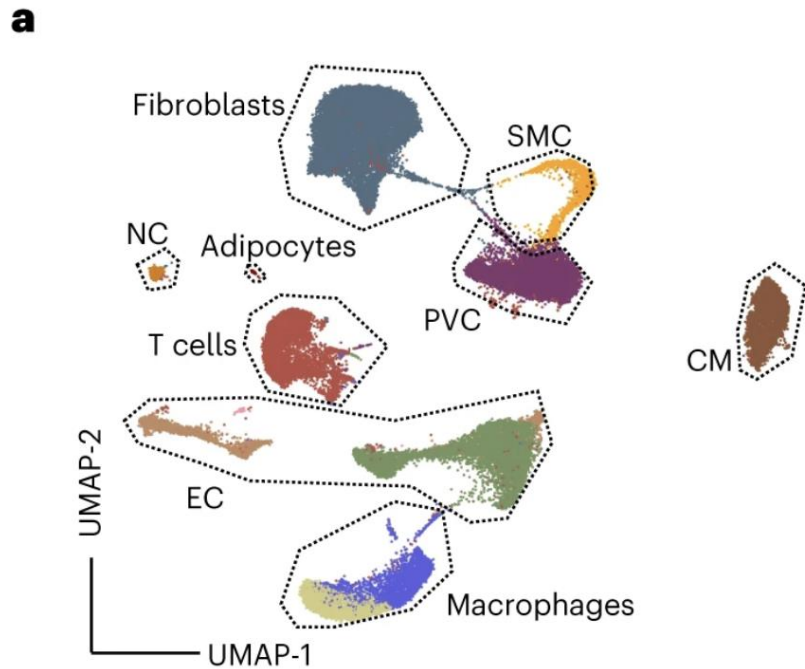 a
Fibroblasts
SMC
NC
Adipocytes
PVC
T cells
CM
EC
UMAP-2
Macrophages
UMAP-1